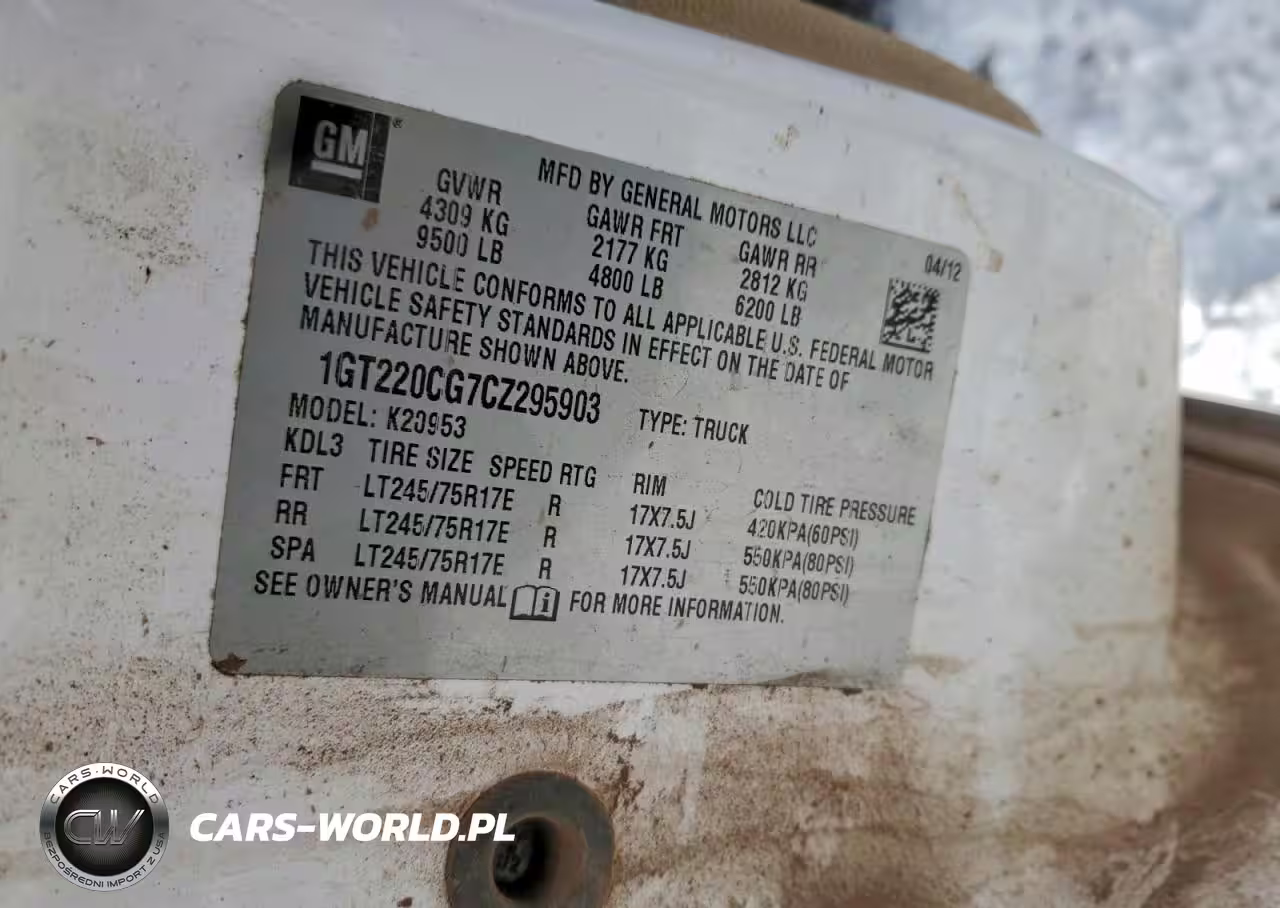 GM
MFD BY GENERAL MOTORS LLC
GVWR GAWR FRT GAWR RR 04/12
4309 KG 2177 KG 2812 KG
9500 LB 4800 LB 6200 LB
THIS VEHICLE CONFORMS TO ALL APPLICABLE U.S. FEDERAL MOTOR
VEHICLE SAFETY STANDARDS IN EFFECT ON THE DATE OF
MANUFACTURE SHOWN ABOVE.
1GT220CG7CZ295903 TYPE: TRUCK
MODEL: K20953
KDL3 TIRE SIZE SPEED RTG RIM COLD TIRE PRESSURE
FRT LT245/75R17E R 17X7.5J 420KPA(60PSI)
RR LT245/75R17E R 17X7.5J 550KPA(80PSI)
SPA LT245/75R17E R 17X7.5J 550KPA(80PSI)
SEE OWNER'S MANUAL FOR MORE INFORMATION.
CARS-WORLD
CW
BEZPOŚREDNI IMPORT Z USA
CARS-WORLD.PL